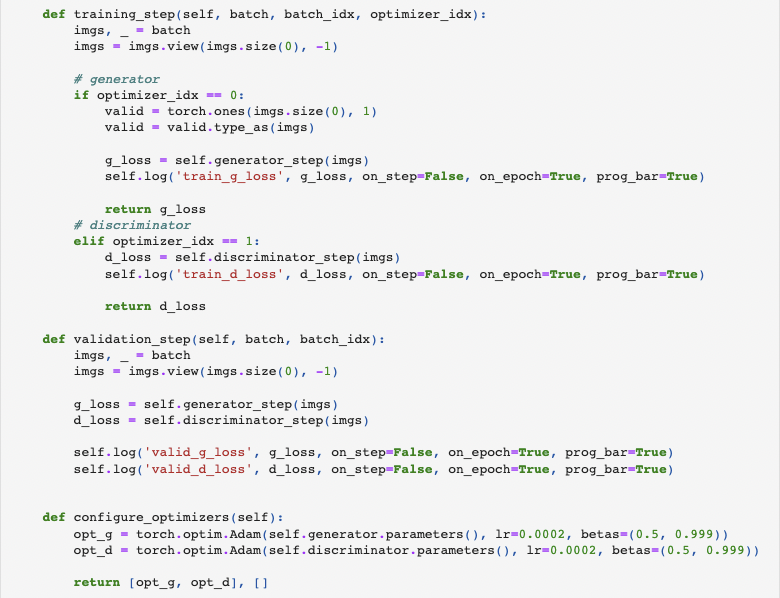 def training_step(self, batch, batch_idx, optimizer_idx):
    imgs, _ = batch
    imgs = imgs.view(imgs.size(0), -1)

    # generator
    if optimizer_idx == 0:
        valid = torch.ones(imgs.size(0), 1)
        valid = valid.type_as(imgs)

        g_loss = self.generator_step(imgs)
        self.log('train_g_loss', g_loss, on_step=False, on_epoch=True, prog_bar=True)

        return g_loss
    # discriminator
    elif optimizer_idx == 1:
        d_loss = self.discriminator_step(imgs)
        self.log('train_d_loss', d_loss, on_step=False, on_epoch=True, prog_bar=True)

        return d_loss

def validation_step(self, batch, batch_idx):
    imgs, _ = batch
    imgs = imgs.view(imgs.size(0), -1)

    g_loss = self.generator_step(imgs)
    d_loss = self.discriminator_step(imgs)

    self.log('valid_g_loss', g_loss, on_step=False, on_epoch=True, prog_bar=True)
    self.log('valid_d_loss', d_loss, on_step=False, on_epoch=True, prog_bar=True)


def configure_optimizers(self):
    opt_g = torch.optim.Adam(self.generator.parameters(), lr=0.0002, betas=(0.5, 0.999))
    opt_d = torch.optim.Adam(self.discriminator.parameters(), lr=0.0002, betas=(0.5, 0.999))

    return [opt_g, opt_d], []